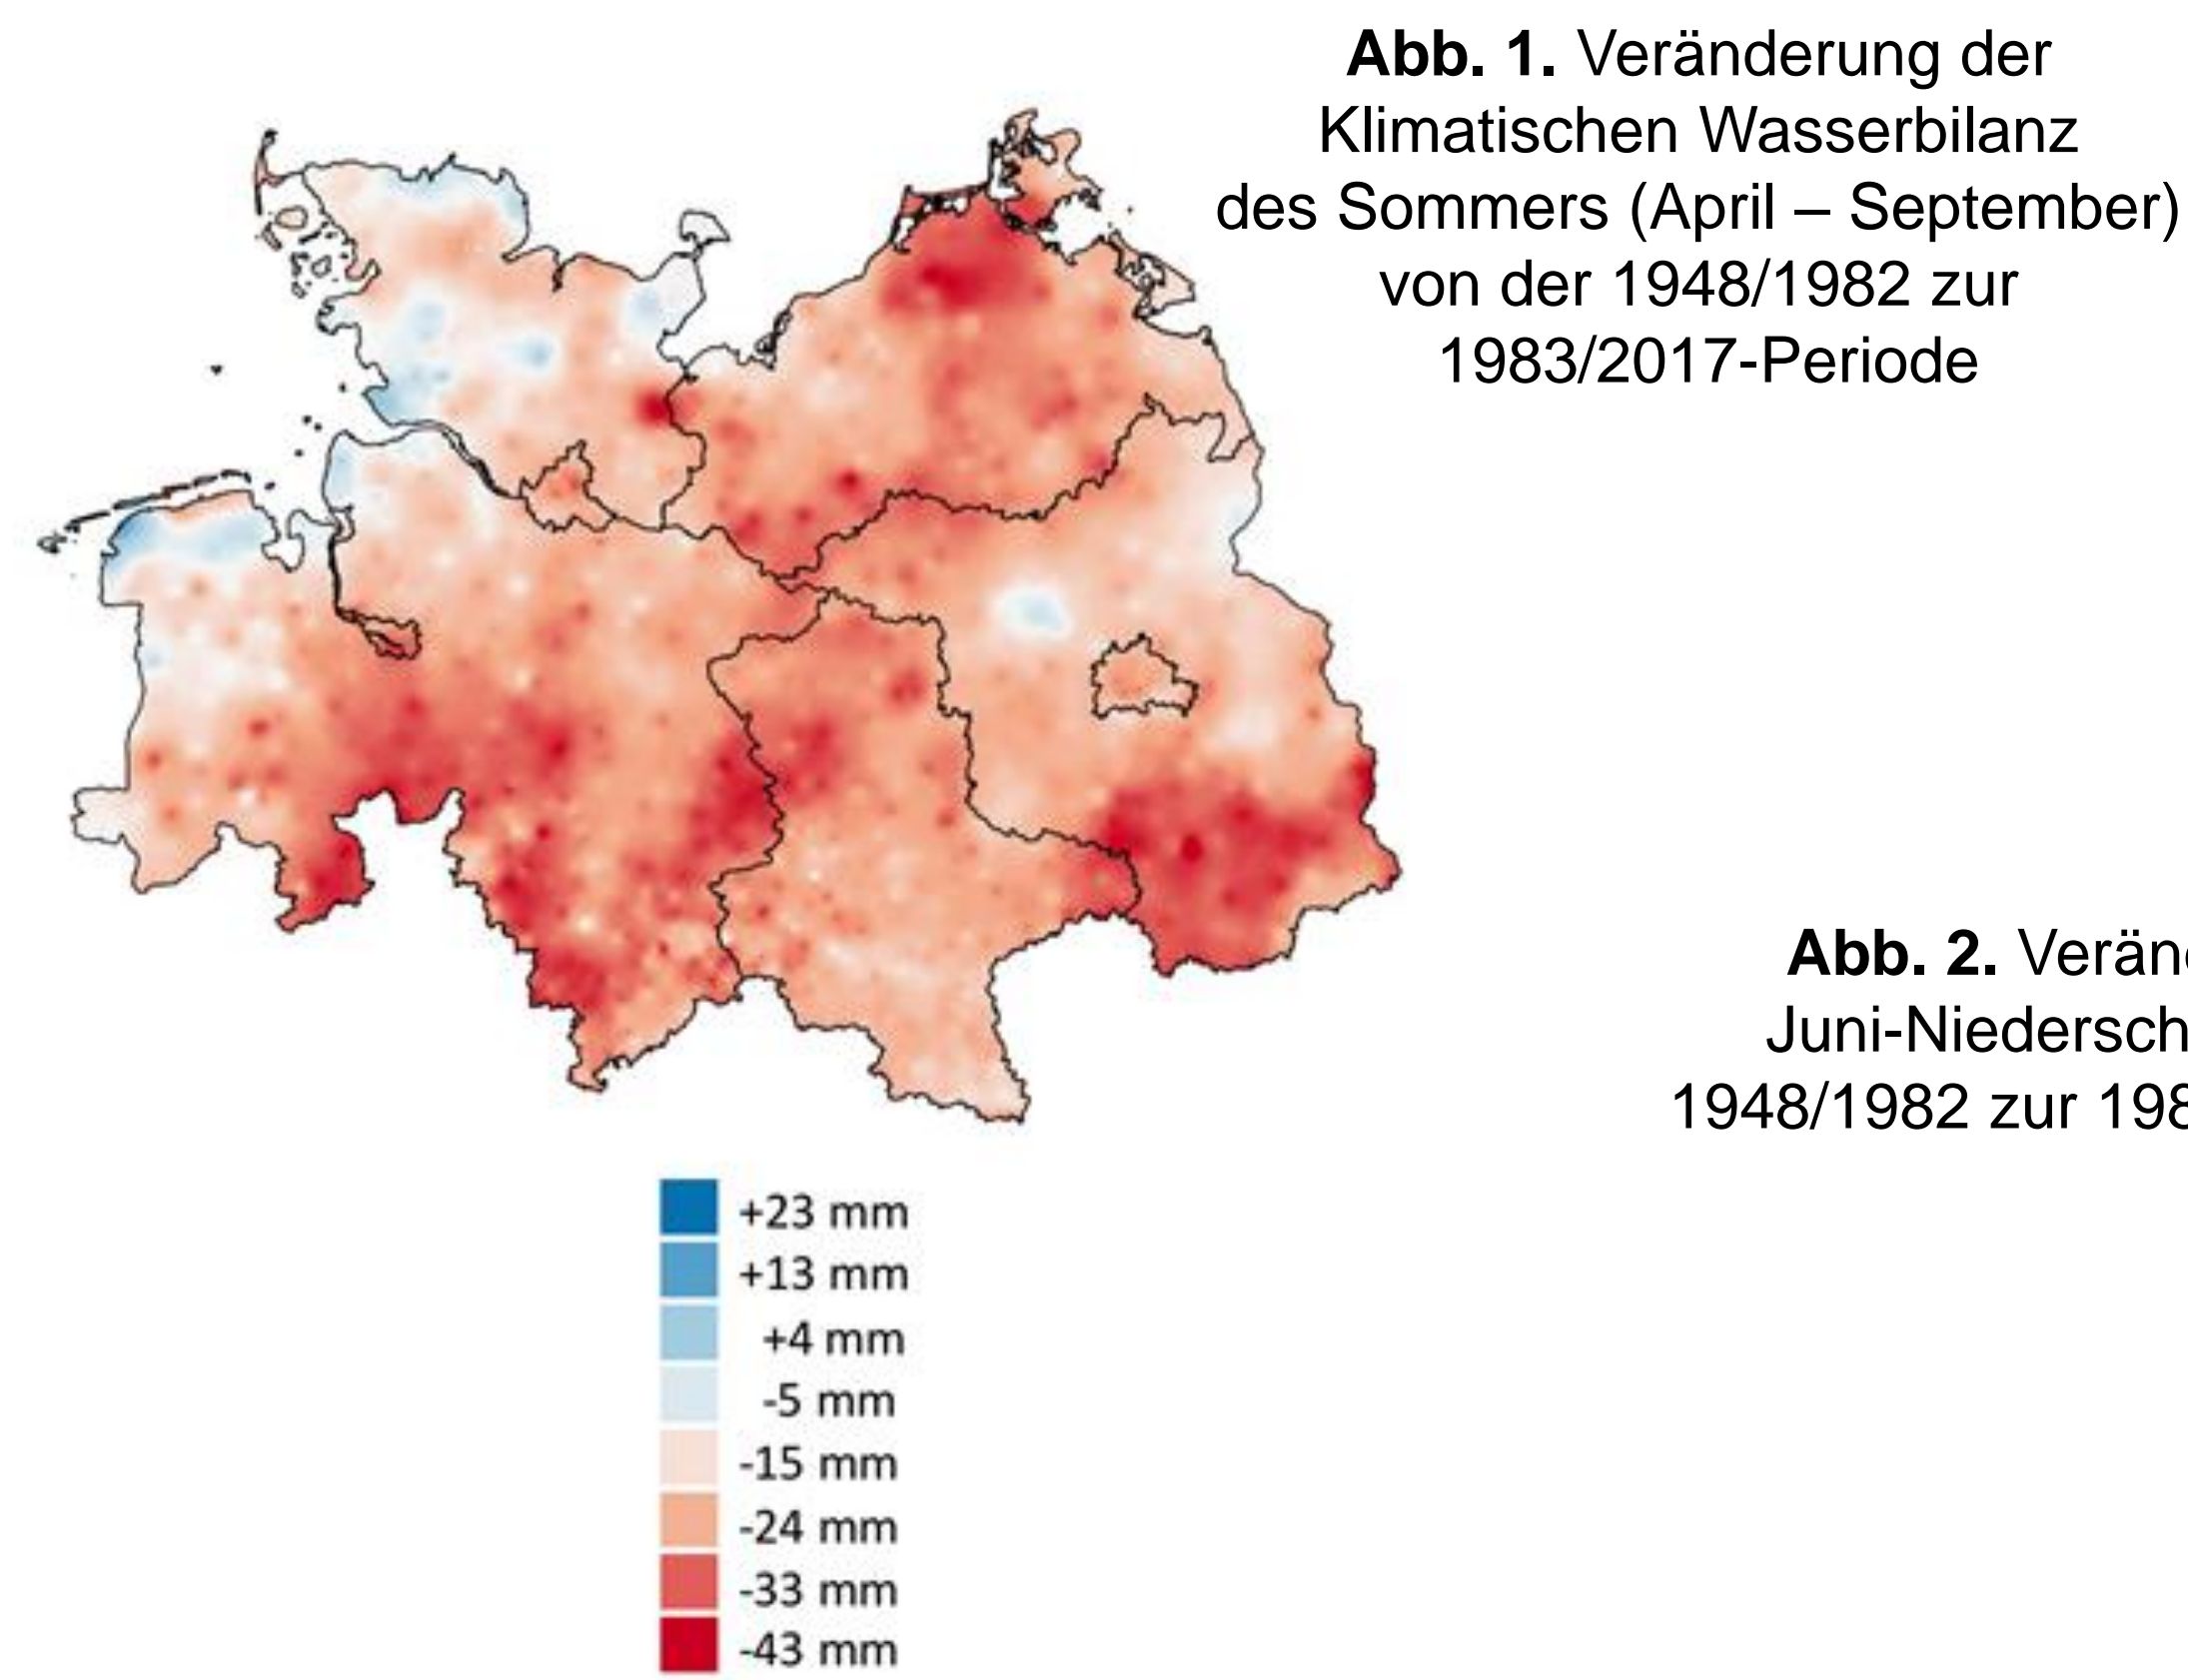 Abb. 1. Veränderung der
Klimatischen Wasserbilanz
des Sommers (April – September)
von der 1948/1982 zur
1983/2017-Periode
Abb. 2. Verän
Juni-Niedersch
1948/1982 zur 198
+23 mm
+13 mm
+4 mm
-5 mm
-15 mm
-24 mm
-33 mm
-43 mm